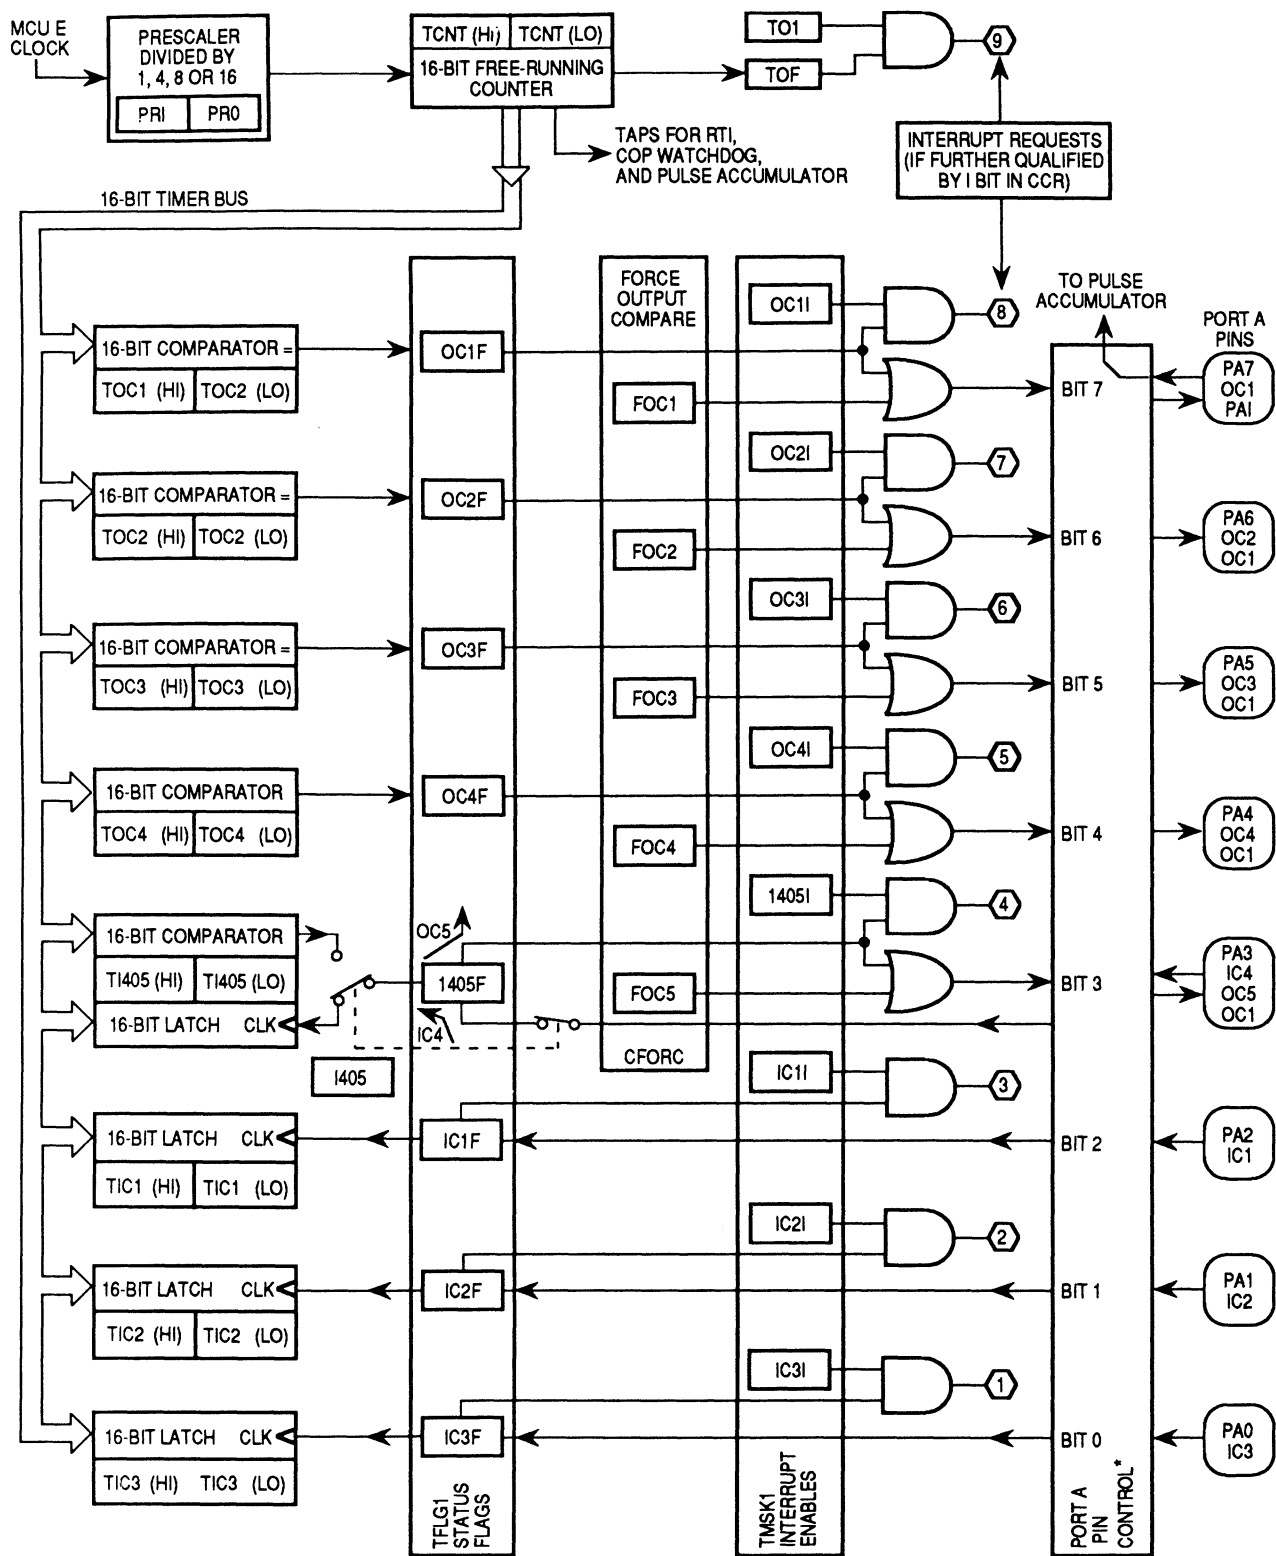 MCU E
CLOCK
PRESCALER
DIVIDED BY
1, 4, 8 OR 16
PRI PR0
TCNT (Hi) TCNT (LO)
16-BIT FREE-RUNNING
COUNTER
TO1
TOF
9
TAPS FOR RTI,
COP WATCHDOG,
AND PULSE ACCUMULATOR
INTERRUPT REQUESTS
(IF FURTHER QUALIFIED
BY I BIT IN CCR)
16-BIT TIMER BUS
FORCE
OUTPUT
COMPARE
OC1I
8
TO PULSE
ACCUMULATOR
PORT A
PINS
16-BIT COMPARATOR =
TOC1 (HI) TOC2 (LO)
OC1F
FOC1
BIT 7
PA7
OC1
PAI
OC2I
7
16-BIT COMPARATOR =
TOC2 (HI) TOC2 (LO)
OC2F
FOC2
BIT 6
PA6
OC2
OC1
OC3I
6
16-BIT COMPARATOR =
TOC3 (HI) TOC3 (LO)
OC3F
FOC3
BIT 5
PA5
OC3
OC1
OC4I
5
16-BIT COMPARATOR
TOC4 (HI) TOC4 (LO)
OC4F
FOC4
BIT 4
PA4
OC4
OC1
1405I
4
16-BIT COMPARATOR
TI405 (HI) TI405 (LO)
16-BIT LATCH CLK
OC5
1405F
IC4
I405
FOC5
CFORC
BIT 3
PA3
IC4
OC5
OC1
IC1I
3
16-BIT LATCH CLK
TIC1 (HI) TIC1 (LO)
IC1F
BIT 2
PA2
IC1
IC2I
2
16-BIT LATCH CLK
TIC2 (HI) TIC2 (LO)
IC2F
BIT 1
PA1
IC2
IC3I
1
16-BIT LATCH CLK
TIC3 (HI) TIC3 (LO)
IC3F
BIT 0
PA0
IC3
TFLG1
STATUS
FLAGS
TMSK1
INTERRUPT
ENABLES
PORT A
PIN
CONTROL*